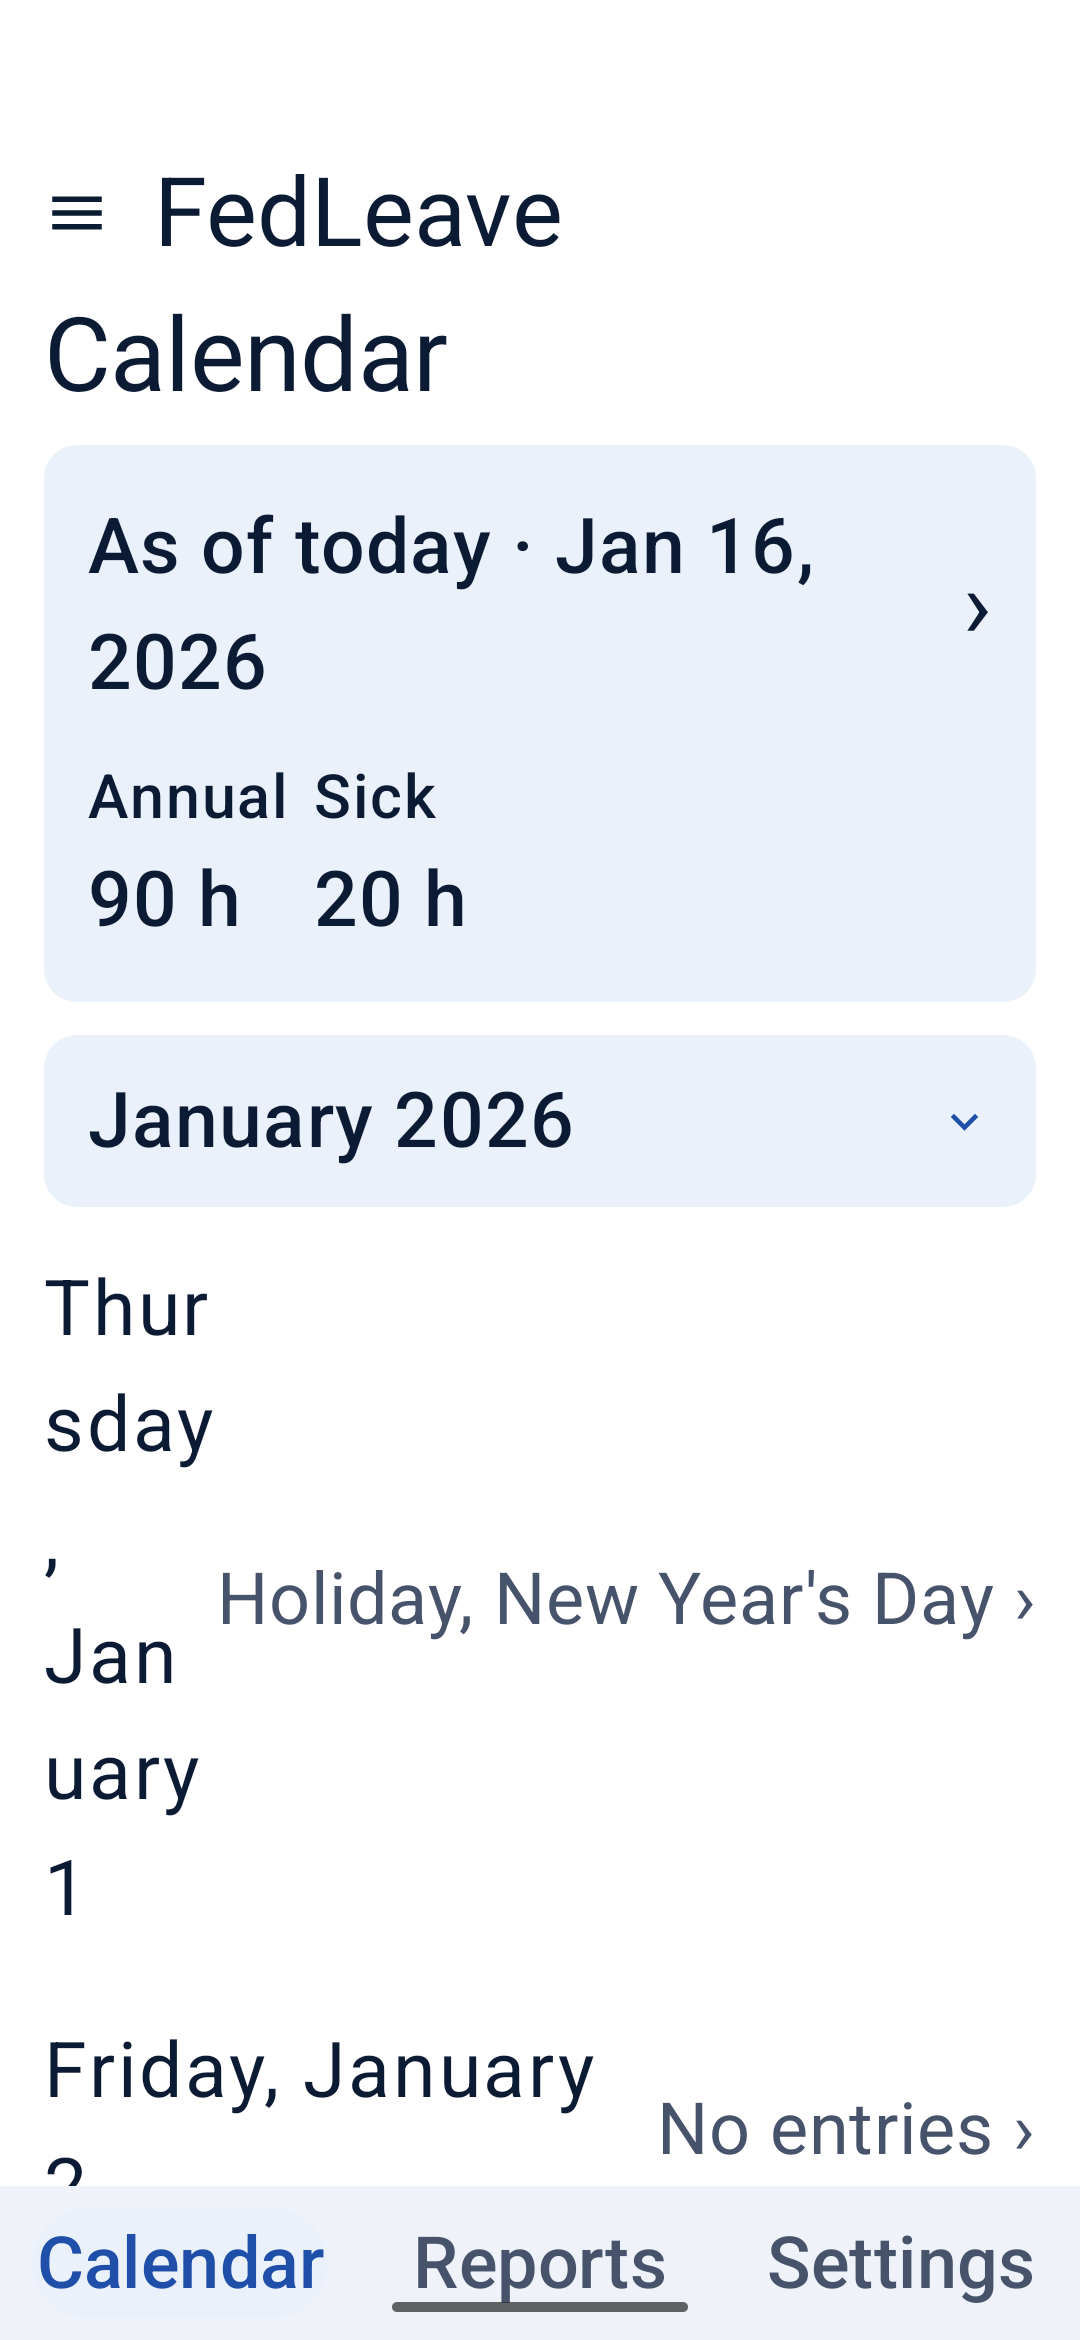 FedLeave
Calendar
As of today · Jan 16,
2026
›
Annual Sick
90 h 20 h
January 2026
Thur
sday
,
Jan
uary
1
Holiday, New Year's Day ›
Friday, January
2
No entries ›
Calendar Reports Settings